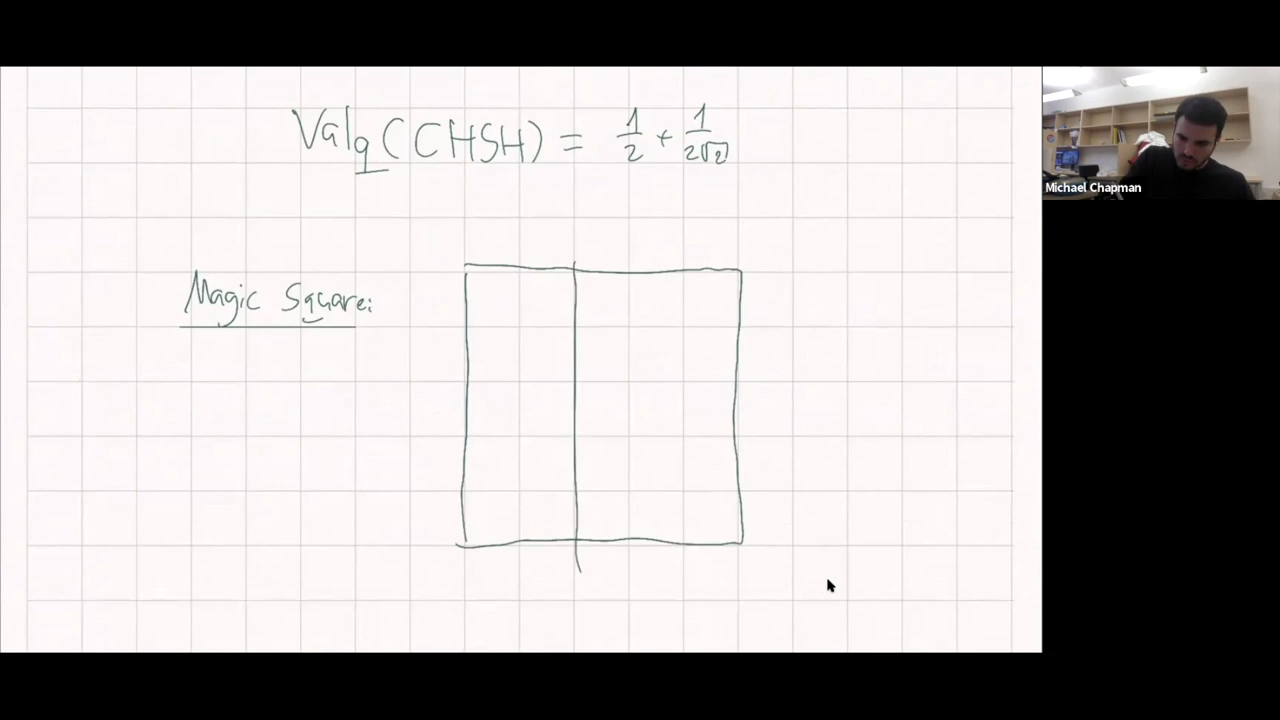 Valq(CHSH) = 1/2 + 1/2√2
Michael Chapman
Magic Square: